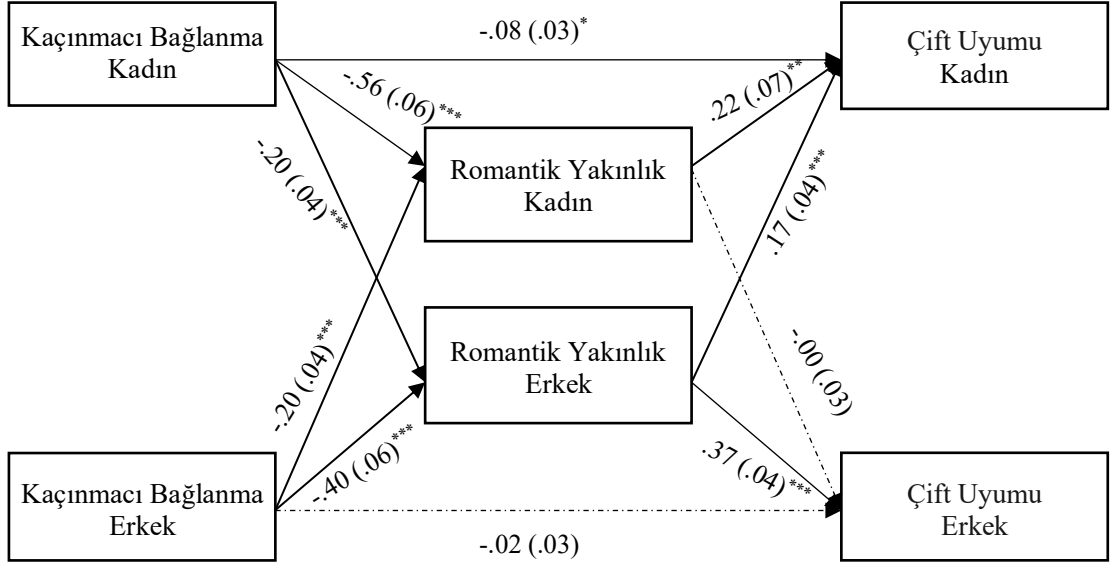 Kaçınmacı Bağlanma
Kadın
-.08 (.03)*
Çift Uyumu
Kadın
-.56 (.06)***
.22 (.07)**
-.20 (.04)***
Romantik Yakınlık
Kadın
.17 (.04)***
-.20 (.04)***
Romantik Yakınlık
Erkek
-.00 (.03)
-.40 (.06)***
.37 (.04)***
Kaçınmacı Bağlanma
Erkek
-.02 (.03)
Çift Uyumu
Erkek